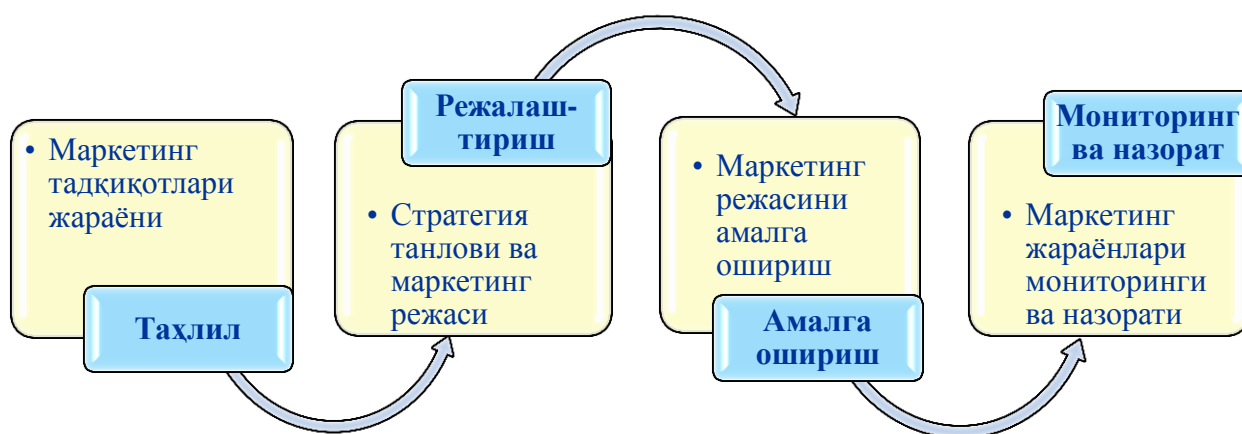 • Маркетинг
тадқиқотлари
жараёни
Таҳлил
Режалаш-
тириш
• Стратегия
танлови ва
маркетинг
режаси
• Маркетинг
режасини
амалга
ошириш
Амалга
ошириш
Мониторинг
ва назорат
• Маркетинг
жараёнлари
мониторинги
ва назорати